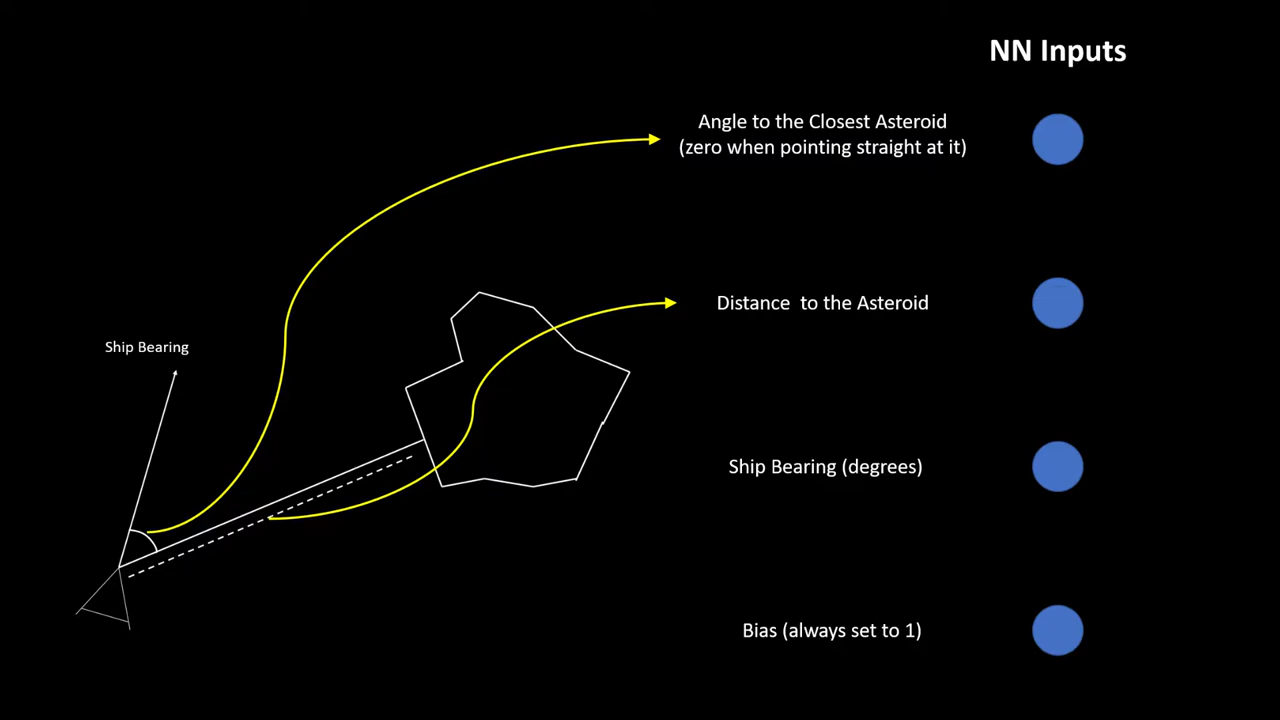 NN Inputs
Angle to the Closest Asteroid
(zero when pointing straight at it)
Distance  to the Asteroid
Ship Bearing
Ship Bearing (degrees)
Bias (always set to 1)